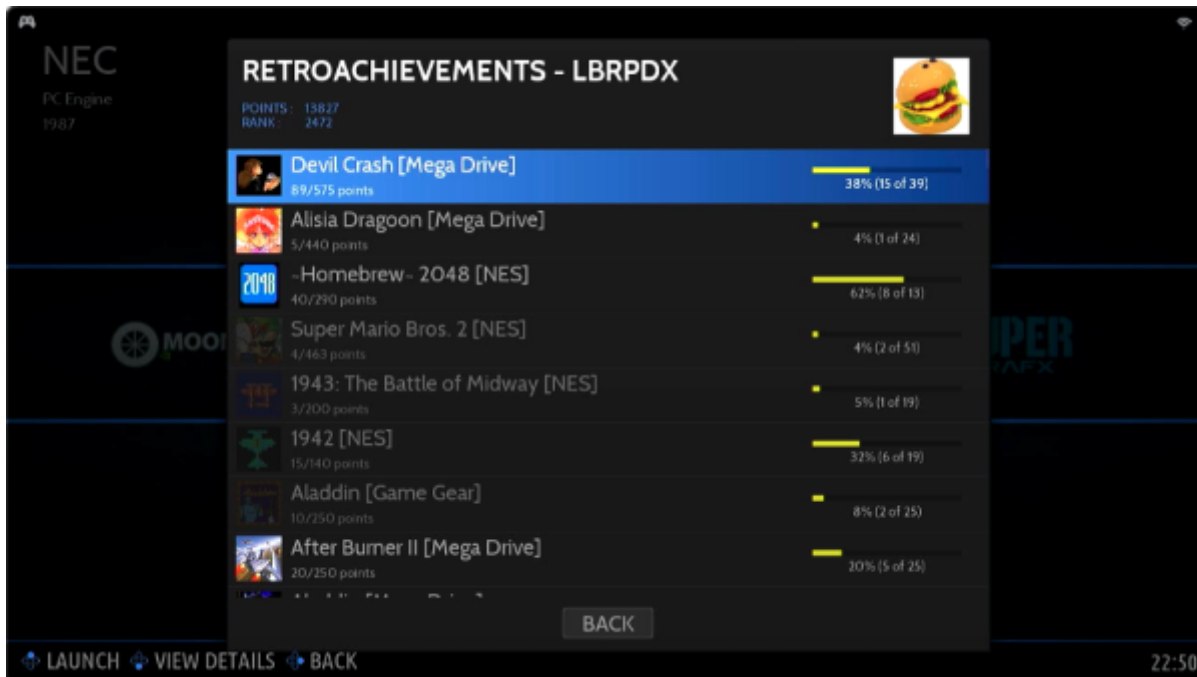 NEC
PC Engine
1987
RETROACHIEVEMENTS - LBRPDX
POINTS: 13827
RANK: 2472
Devil Crash [Mega Drive]
89/575 points
38% (15 of 39)
Alisia Dragoon [Mega Drive]
5/440 points
4% (1 of 24)
~Homebrew~ 2048 [NES]
2048
40/290 points
62% (8 of 13)
Super Mario Bros. 2 [NES]
4/463 points
4% (2 of 51)
1943: The Battle of Midway [NES]
3/200 points
5% (1 of 19)
1942 [NES]
15/140 points
32% (6 of 19)
Aladdin [Game Gear]
10/250 points
8% (2 of 25)
After Burner II [Mega Drive]
20/250 points
20% (5 of 25)
MOO
UPER
RAFX
BACK
LAUNCH VIEW DETAILS BACK
22:50